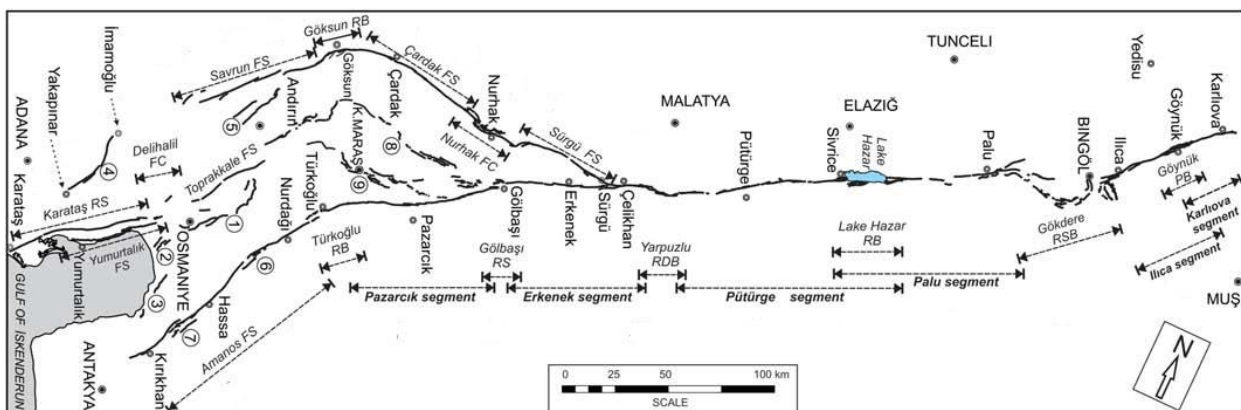 ADANA
Yakapınar
İmamoğlu
Karataş
Karataş RS
Delihalil
FC
Savrun FS
Göksun RB
Çardak FS
Toprakkale FS
Andırın
Göksun
Çardak
K.MARAŞ
Nurhak
Nurhak FC
Sürgü FS
MALATYA
Pütürge
ELAZIĞ
Lake
Hazar
Sivrice
TUNCELI
Palu
BINGÖL
Ilıca
Yedisu
Göynük
Karlıova
Göynük
PB
Karlıova
segment
Ilıca segment
MUŞ
Gökdere
RSB
Lake Hazar
RB
Palu segment
Pütürge segment
Yarpuzlu
RDB
Erkenek segment
Gölbaşı
RS
Pazarcık segment
Türkoğlu
RB
Amanos FS
Gölbaşı
Erkenek
Sürgü
Çelikhan
Pazarcık
Türkoğlu
Nurdağı
OSMANIYE
Hassa
Kırıkhan
ANTAKYA
Yumurtalık
Yumurtalık
FS
GULF OF İSKENDERUN
1
2
3
4
5
6
7
8
9
0 25 50 100 km
SCALE
N